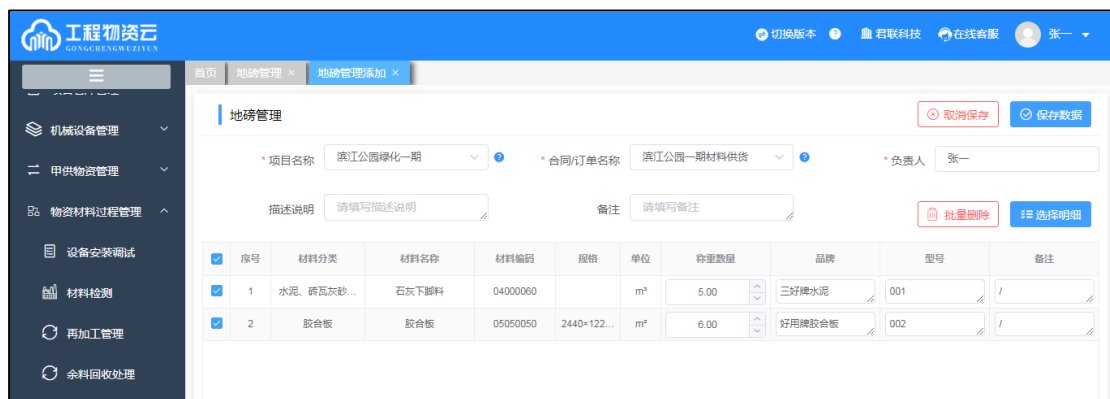 工程物资云
GONGCHENGWUZIYUN
切换版本 ? 君联科技 在线客服 张一
首页 地磅管理 × 地磅管理添加 ×
机械设备管理
甲供物资管理
物资材料过程管理
设备安装调试
材料检测
再加工管理
余料回收处理
地磅管理 取消保存 保存数据
* 项目名称 滨江公园绿化一期 ? * 合同/订单名称 滨江公园一期材料供货 ? * 负责人 张一
描述说明 请填写描述说明 备注 请填写备注 批量删除 选择明细
序号 材料分类 材料名称 材料编码 规格 单位 称重数量 品牌 型号 备注
1 水泥、砖瓦灰砂... 石灰下脚料 04000060 m³ 5.00 三好牌水泥 001 /
2 胶合板 胶合板 05050050 2440×122... m² 6.00 好用牌胶合板 002 /